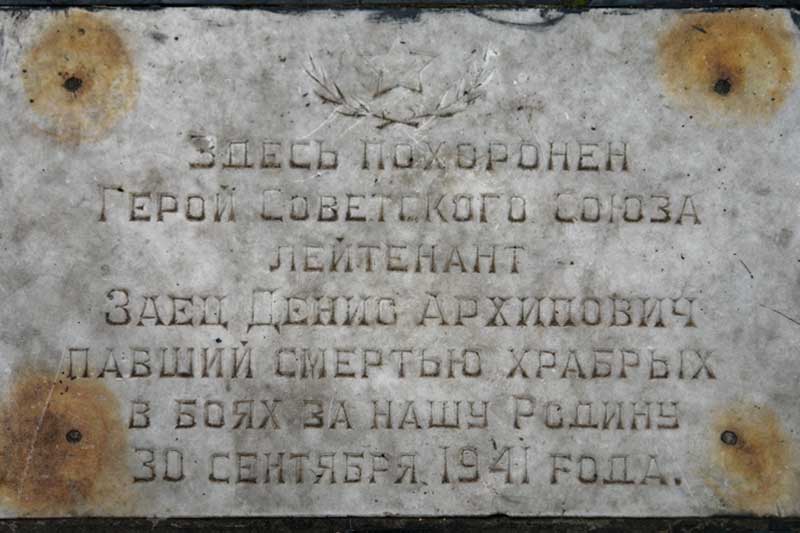 Здесь похоронен
Герой Советского Союза
лейтенант
Заец Денис Архипович
павший смертью храбрых
в боях за нашу Родину
30 сентября 1941 года.